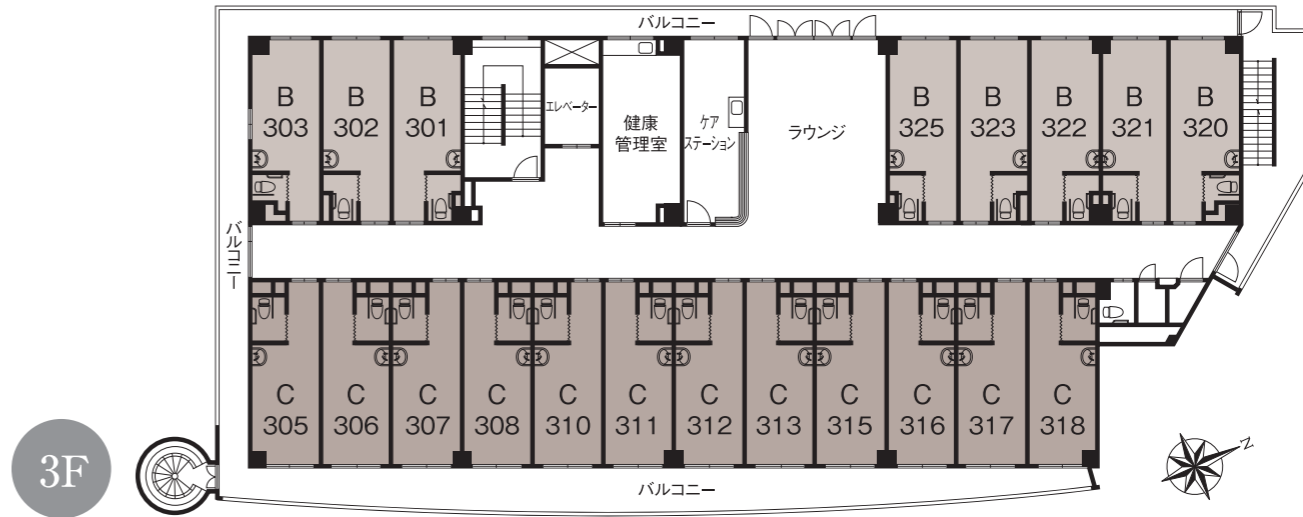 バルコニー
B
303
B
302
B
301
エレベーター
健康
管理室
ケア
ステーション
ラウンジ
B
325
B
323
B
322
B
321
B
320
バルコニー
C
305
C
306
C
307
C
308
C
310
C
311
C
312
C
313
C
315
C
316
C
317
C
318
3F
バルコニー
N